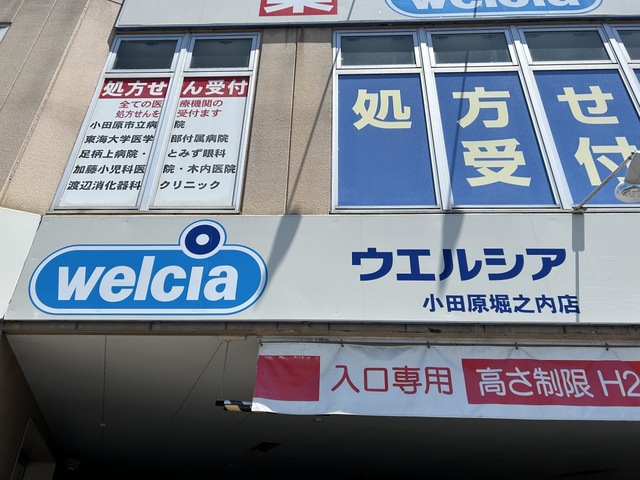 薬
welcia
処方せん受付
全ての医療機関の
処方せんを受付ます
小田原市立病院
東海大学医学部付属病院
足柄上病院・とみず眼科
加藤小児科医院・木内医院
渡辺消化器科クリニック
処方せ
受付
welcia
ウエルシア
小田原堀之内店
入口専用 高さ制限 H2